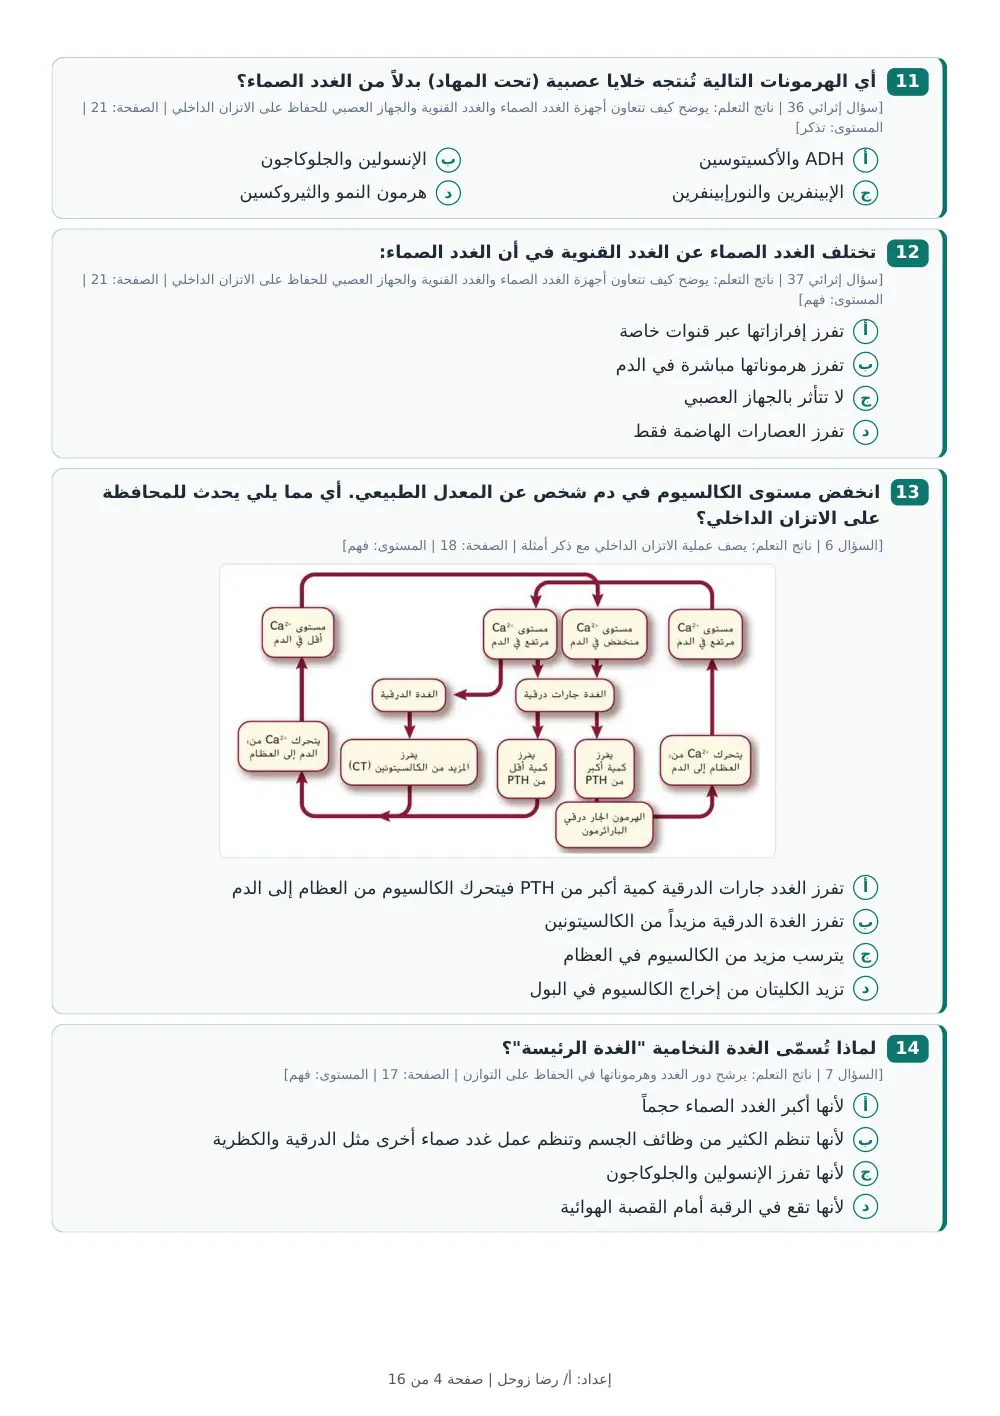 11 أي الهرمونات التالية تُنتجه خلايا عصبية (تحت المهاد) بدلاً من الغدد الصماء؟
[سؤال إثرائي 36 | ناتج التعلم: يوضح كيف تتعاون أجهزة الغدد الصماء والغدد القنوية والجهاز العصبي للحفاظ على الاتزان الداخلي | الصفحة: 21 |
المستوى: تذكر]
أ ADH والأكسيتوسين
ب الإنسولين والجلوكاجون
ج الإبينفرين والنورإبينفرين
د هرمون النمو والثيروكسين
12 تختلف الغدد الصماء عن الغدد القنوية في أن الغدد الصماء:
[سؤال إثرائي 37 | ناتج التعلم: يوضح كيف تتعاون أجهزة الغدد الصماء والغدد القنوية والجهاز العصبي للحفاظ على الاتزان الداخلي | الصفحة: 21 |
المستوى: فهم]
أ تفرز إفرازاتها عبر قنوات خاصة
ب تفرز هرموناتها مباشرة في الدم
ج لا تتأثر بالجهاز العصبي
د تفرز العصارات الهاضمة فقط
13 انخفض مستوى الكالسيوم في دم شخص عن المعدل الطبيعي. أي مما يلي يحدث للمحافظة
على الاتزان الداخلي؟
[السؤال 6 | ناتج التعلم: يصف عملية الاتزان الداخلي مع ذكر أمثلة | الصفحة: 18 | المستوى: فهم]
مستوى Ca²⁺
مرتفع في الدم
مستوى Ca²⁺
منخفض في الدم
مستوى Ca²⁺
مرتفع في الدم
مستوى Ca²⁺
أقل في الدم
الغدة جارات درقية
الغدة الدرقية
يتحرك Ca²⁺ من:
العظام إلى الدم
يفرز
كمية أكبر
من PTH
يفرز
كمية أقل
من PTH
يفرز
المزيد من الكالسيتونين (CT)
يتحرك Ca²⁺ من:
الدم إلى العظام
الهرمون الجار درقي
الباراثرمون
أ تفرز الغدد جارات الدرقية كمية أكبر من PTH فيتحرك الكالسيوم من العظام إلى الدم
ب تفرز الغدة الدرقية مزيداً من الكالسيتونين
ج يترسب مزيد من الكالسيوم في العظام
د تزيد الكليتان من إخراج الكالسيوم في البول
14 لماذا تُسمّى الغدة النخامية "الغدة الرئيسة"؟
[السؤال 7 | ناتج التعلم: يرشح دور الغدد وهرموناتها في الحفاظ على التوازن | الصفحة: 17 | المستوى: فهم]
أ لأنها أكبر الغدد الصماء حجماً
ب لأنها تنظم الكثير من وظائف الجسم وتنظم عمل غدد صماء أخرى مثل الدرقية والكظرية
ج لأنها تفرز الإنسولين والجلوكاجون
د لأنها تقع في الرقبة أمام القصبة الهوائية
إعداد: أ/ رضا زوحل | صفحة 4 من 16